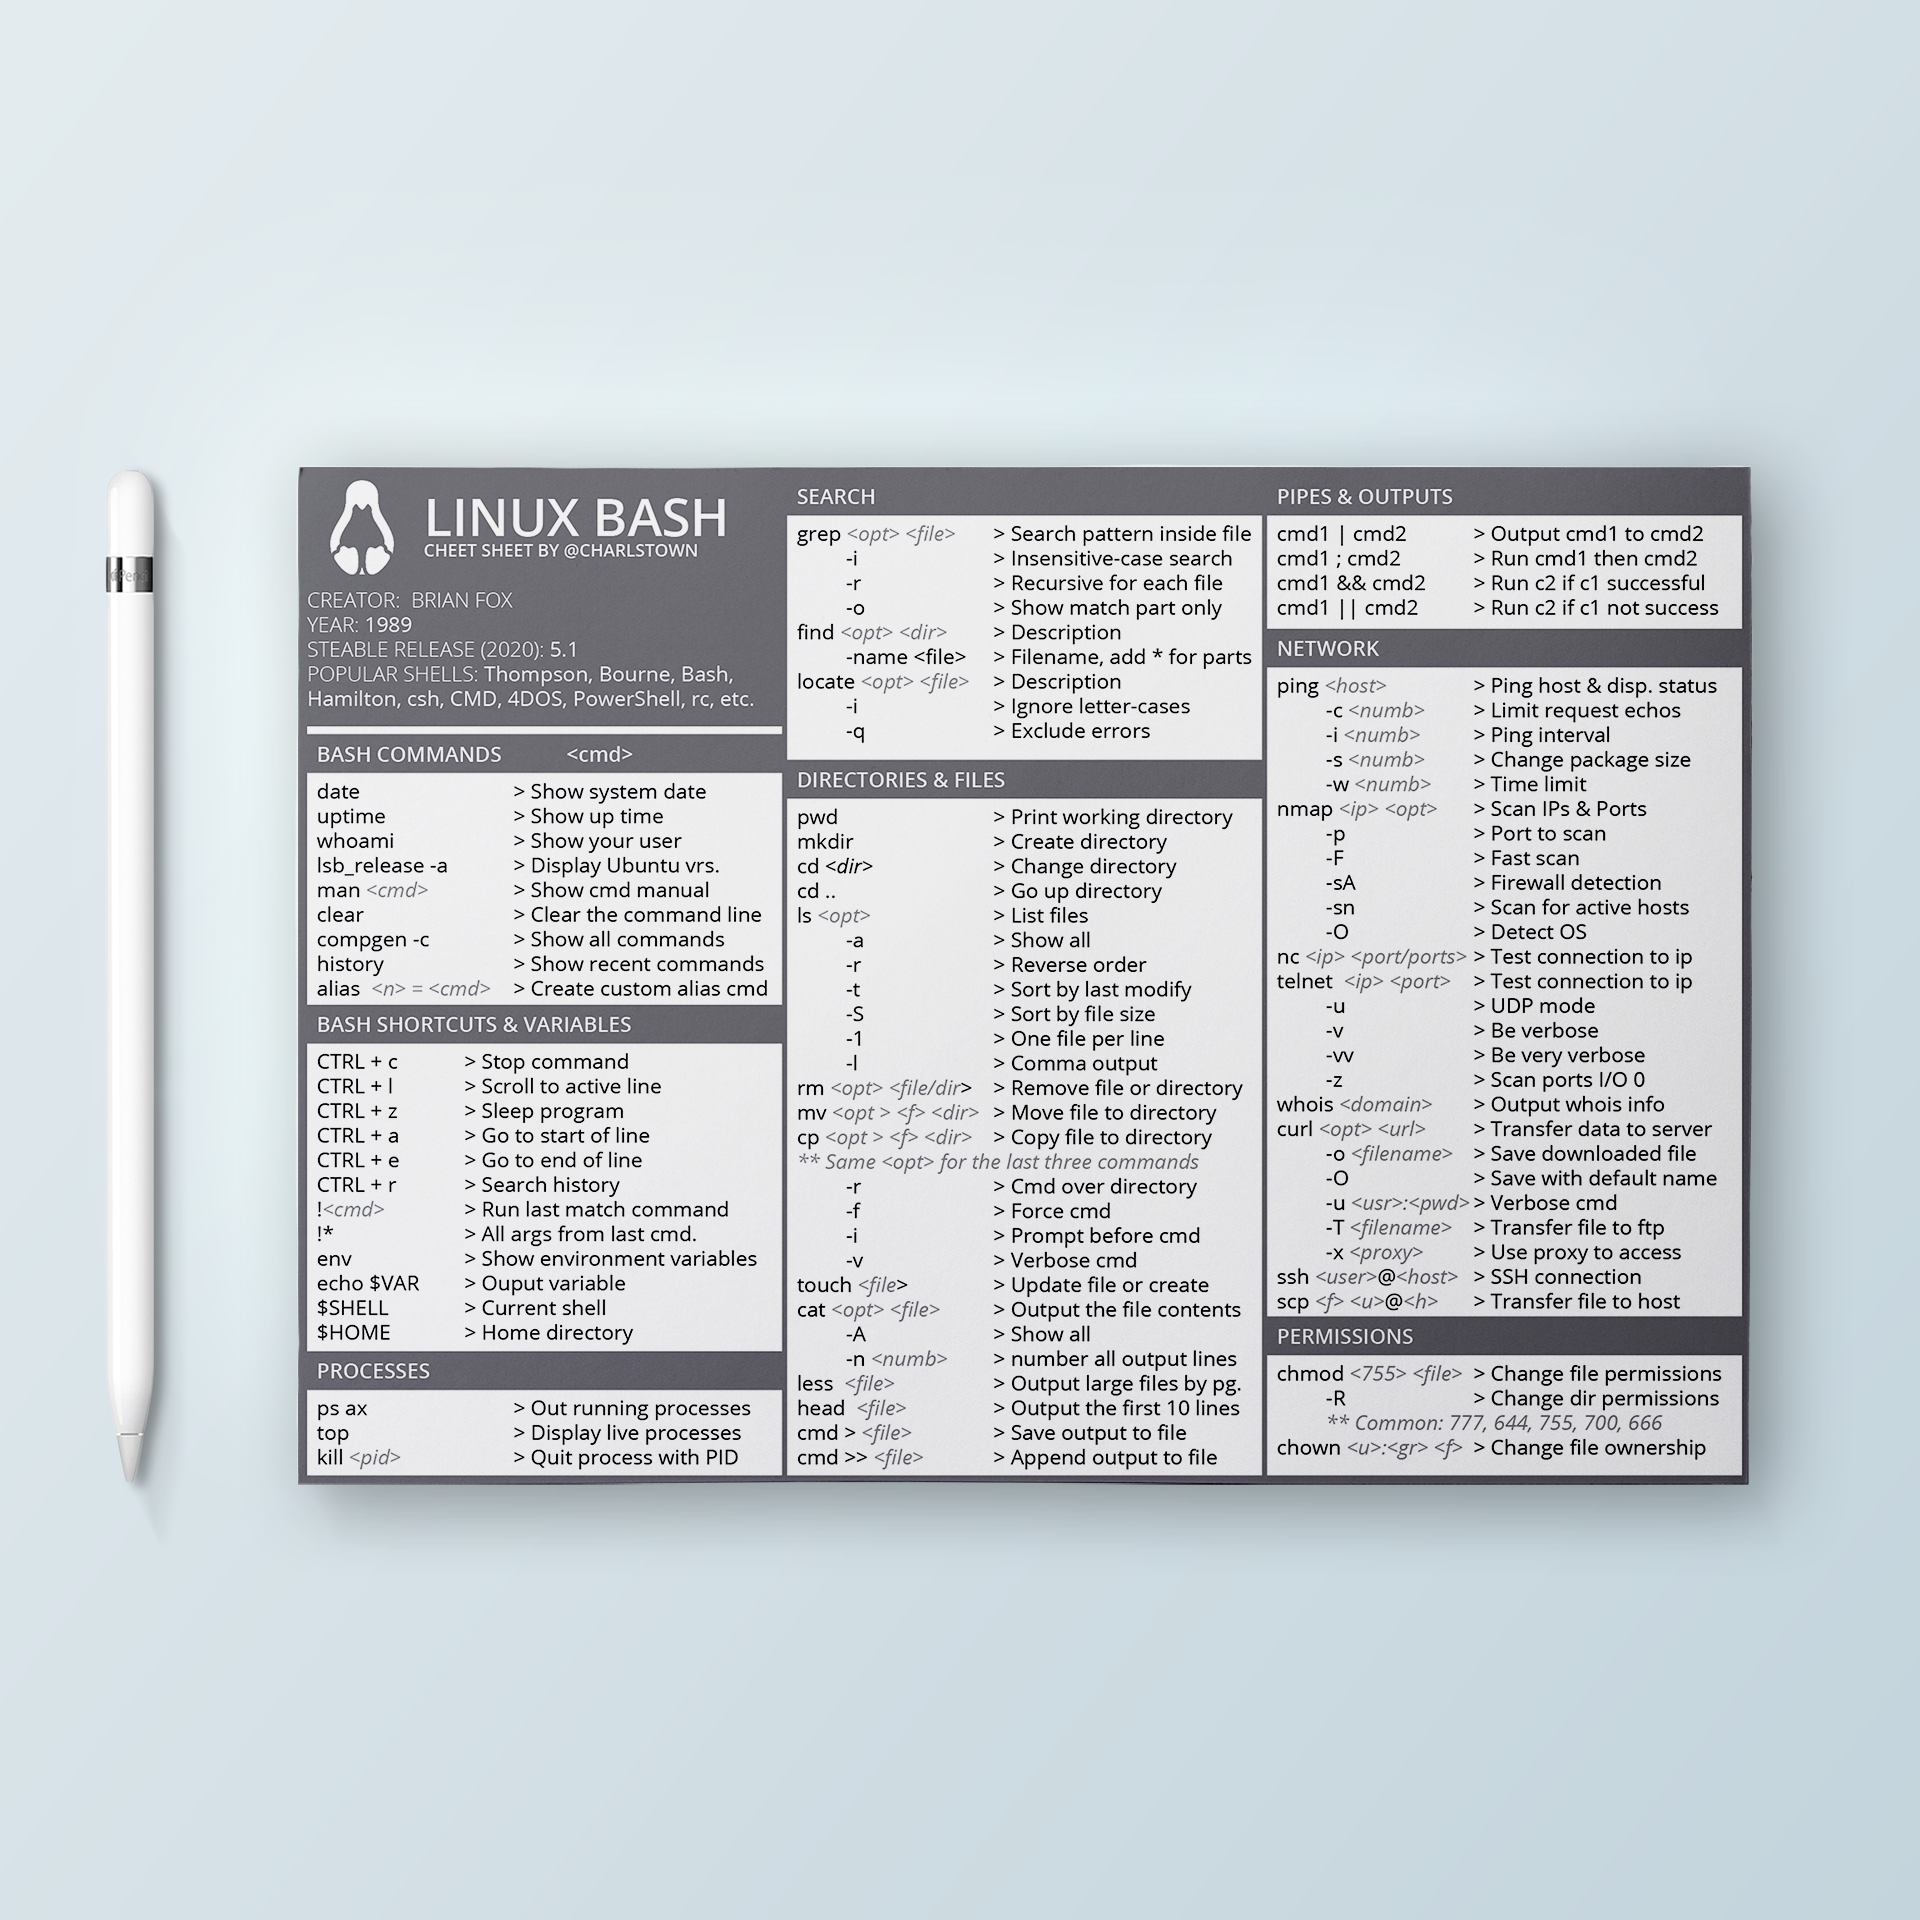 LINUX BASH
CHEET SHEET BY @CHARLSTOWN
CREATOR: BRIAN FOX
YEAR: 1989
STEABLE RELEASE (2020): 5.1
POPULAR SHELLS: Thompson, Bourne, Bash,
Hamilton, csh, CMD, 4DOS, PowerShell, rc, etc.
BASH COMMANDS <cmd>
date > Show system date
uptime > Show up time
whoami > Show your user
lsb_release -a > Display Ubuntu vrs.
man <cmd> > Show cmd manual
clear > Clear the command line
compgen -c > Show all commands
history > Show recent commands
alias <n> = <cmd> > Create custom alias cmd
BASH SHORTCUTS & VARIABLES
CTRL + c > Stop command
CTRL + l > Scroll to active line
CTRL + z > Sleep program
CTRL + a > Go to start of line
CTRL + e > Go to end of line
CTRL + r > Search history
!<cmd> > Run last match command
!* > All args from last cmd.
env > Show environment variables
echo $VAR > Ouput variable
$SHELL > Current shell
$HOME > Home directory
PROCESSES
ps ax > Out running processes
top > Display live processes
kill <pid> > Quit process with PID
SEARCH
grep <opt> <file> > Search pattern inside file
-i > Insensitive-case search
-r > Recursive for each file
-o > Show match part only
find <opt> <dir> > Description
-name <file> > Filename, add * for parts
locate <opt> <file> > Description
-i > Ignore letter-cases
-q > Exclude errors
DIRECTORIES & FILES
pwd > Print working directory
mkdir > Create directory
cd <dir> > Change directory
cd .. > Go up directory
ls <opt> > List files
-a > Show all
-r > Reverse order
-t > Sort by last modify
-S > Sort by file size
-1 > One file per line
-l > Comma output
rm <opt> <file/dir> > Remove file or directory
mv <opt > <f> <dir> > Move file to directory
cp <opt > <f> <dir> > Copy file to directory
** Same <opt> for the last three commands
-r > Cmd over directory
-f > Force cmd
-i > Prompt before cmd
-v > Verbose cmd
touch <file> > Update file or create
cat <opt> <file> > Output the file contents
-A > Show all
-n <numb> > number all output lines
less <file> > Output large files by pg.
head <file> > Output the first 10 lines
cmd > <file> > Save output to file
cmd >> <file> > Append output to file
PIPES & OUTPUTS
cmd1 | cmd2 > Output cmd1 to cmd2
cmd1 ; cmd2 > Run cmd1 then cmd2
cmd1 && cmd2 > Run c2 if c1 successful
cmd1 || cmd2 > Run c2 if c1 not success
NETWORK
ping <host> > Ping host & disp. status
-c <numb> > Limit request echos
-i <numb> > Ping interval
-s <numb> > Change package size
-w <numb> > Time limit
nmap <ip> <opt> > Scan IPs & Ports
-p > Port to scan
-F > Fast scan
-sA > Firewall detection
-sn > Scan for active hosts
-O > Detect OS
nc <ip> <port/ports> > Test connection to ip
telnet <ip> <port> > Test connection to ip
-u > UDP mode
-v > Be verbose
-vv > Be very verbose
-z > Scan ports I/O 0
whois <domain> > Output whois info
curl <opt> <url> > Transfer data to server
-o <filename> > Save downloaded file
-O > Save with default name
-u <usr>:<pwd> > Verbose cmd
-T <filename> > Transfer file to ftp
-x <proxy> > Use proxy to access
ssh <user>@<host> > SSH connection
scp <f> <u>@<h> > Transfer file to host
PERMISSIONS
chmod <755> <file> > Change file permissions
-R > Change dir permissions
** Common: 777, 644, 755, 700, 666
chown <u>:<gr> <f> > Change file ownership